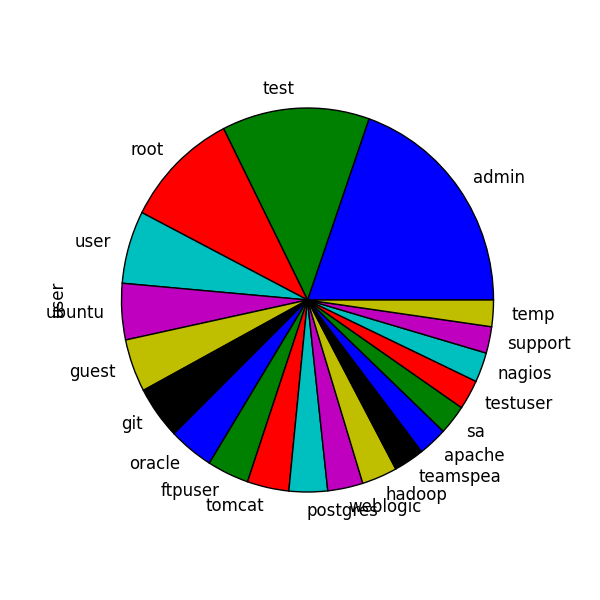 test
admin
root
user
user
ubuntu
guest
git
oracle
ftpuser
tomcat
postgres
weblogic
hadoop
teamspea
apache
sa
testuser
nagios
support
temp